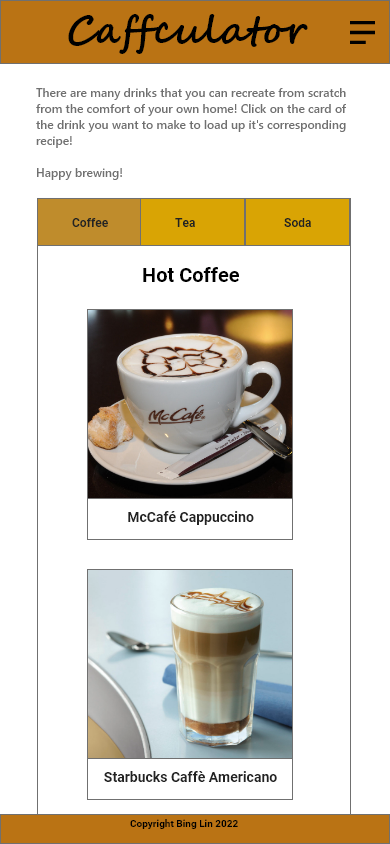 Caffculator
There are many drinks that you can recreate from scratch
from the comfort of your own home! Click on the card of
the drink you want to make to load up it's corresponding
recipe!
Happy brewing!
Coffee Tea Soda
Hot Coffee
McCafé
McCafé Cappuccino
Starbucks Caffè Americano
Copyright Bing Lin 2022